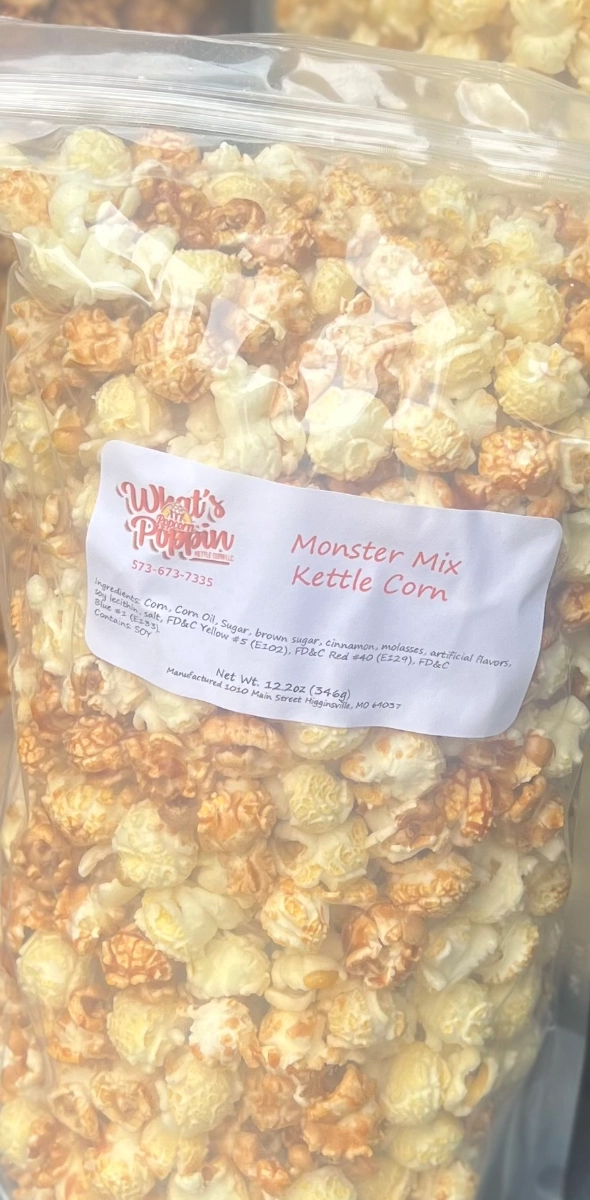 What's
Poppin
KETTLE CORN LLC
573-673-7335
Monster Mix
Kettle Corn
Ingredients: Corn, Corn Oil, Sugar, brown sugar, cinnamon, molasses, artificial flavors,
soy lecithin, salt, FD&C Yellow #5 (E102), FD&C Red #40 (E129), FD&C
Blue #1 (E133).
Contains: SOY
Net Wt. 12.2oz (346g)
Manufactured 1010 Main Street Higginsville, MO 64037